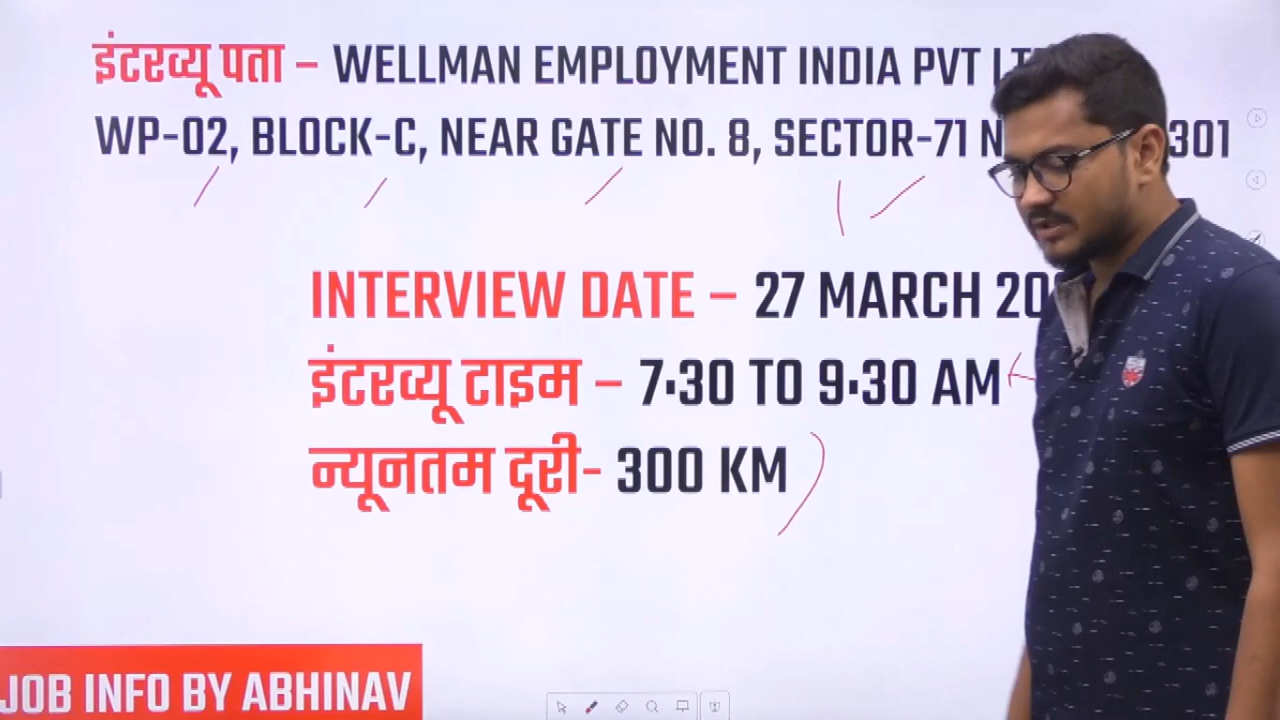 इंटरव्यू पता – WELLMAN EMPLOYMENT INDIA PVT
WP-02, BLOCK-C, NEAR GATE NO. 8, SECTOR-71
INTERVIEW DATE – 27 MARCH
इंटरव्यू टाइम – 7:30 TO 9:30 AM
न्यूनतम दूरी- 300 KM
JOB INFO BY ABHINAV